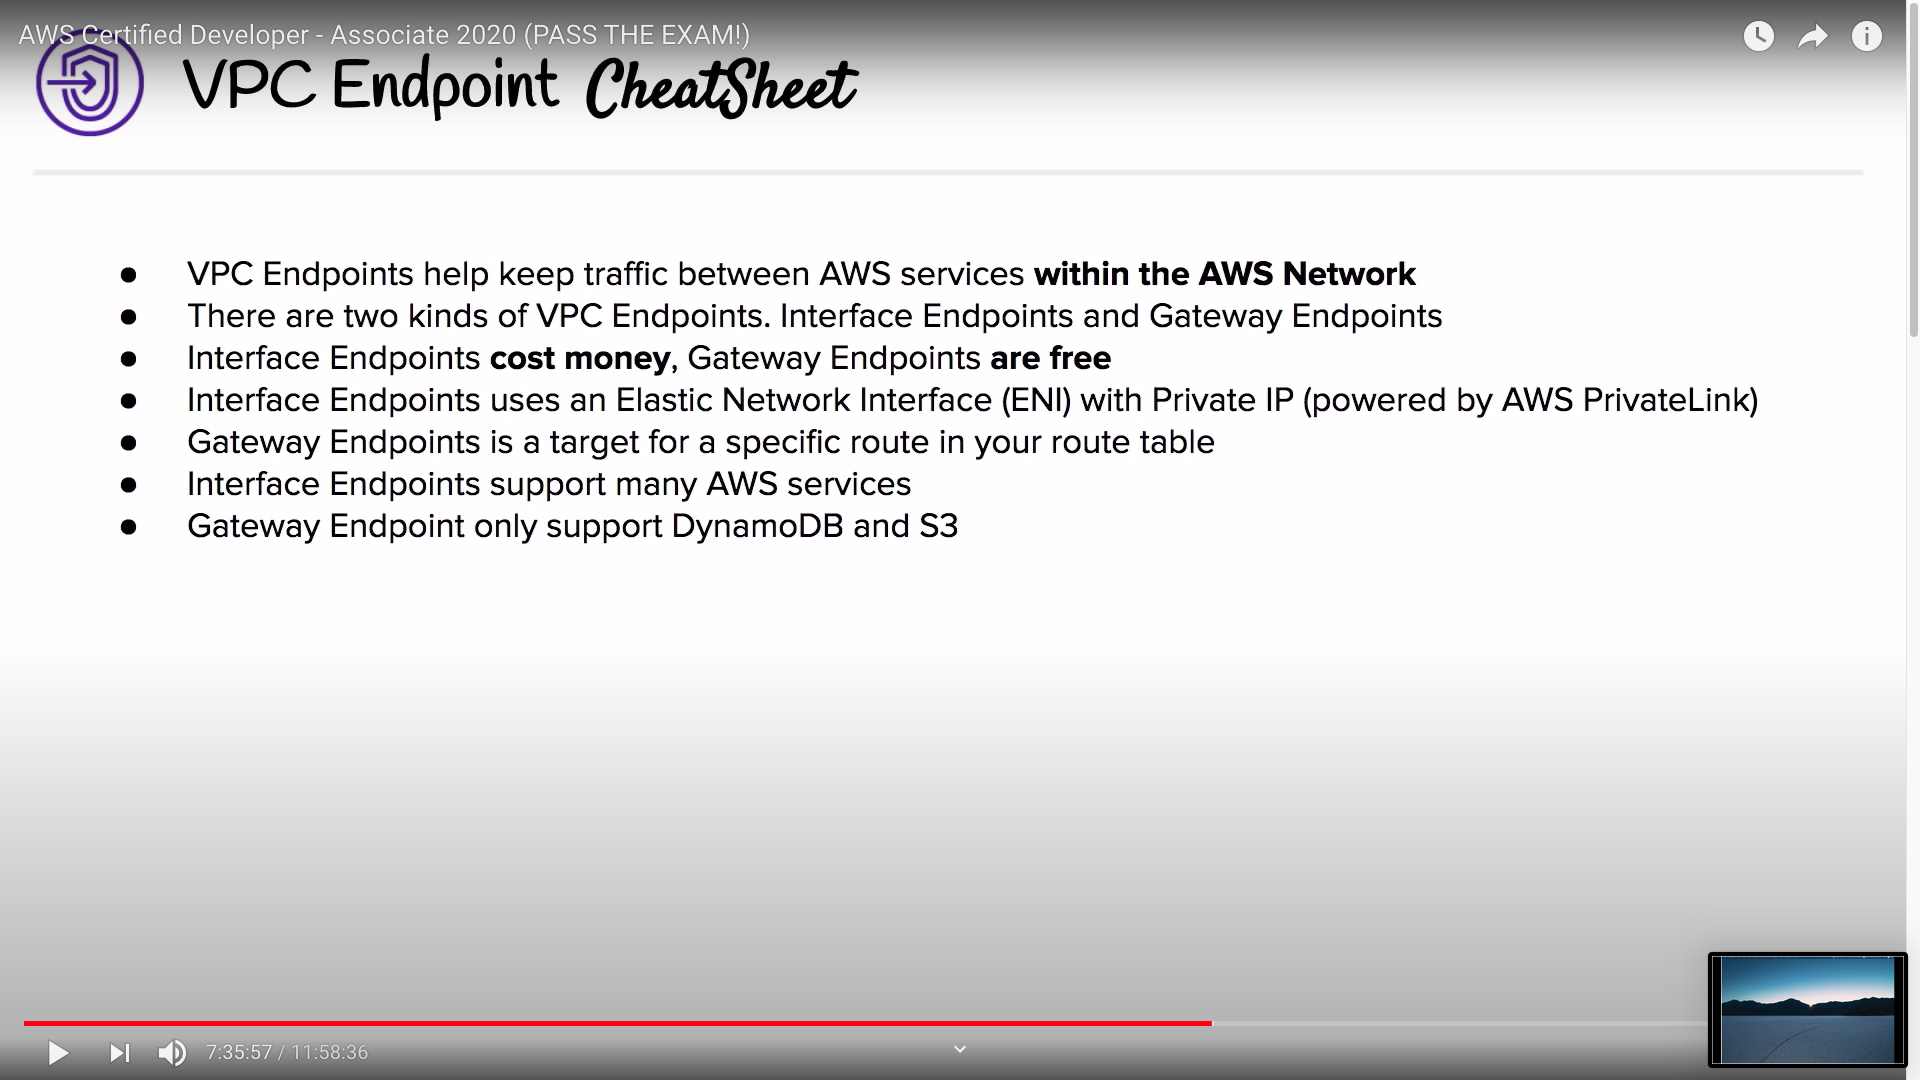 AWS Certified Developer - Associate 2020 (PASS THE EXAM!)
VPC Endpoint CheatSheet
● VPC Endpoints help keep traffic between AWS services within the AWS Network
● There are two kinds of VPC Endpoints. Interface Endpoints and Gateway Endpoints
● Interface Endpoints cost money, Gateway Endpoints are free
● Interface Endpoints uses an Elastic Network Interface (ENI) with Private IP (powered by AWS PrivateLink)
● Gateway Endpoints is a target for a specific route in your route table
● Interface Endpoints support many AWS services
● Gateway Endpoint only support DynamoDB and S3
7:35:57 / 11:58:36